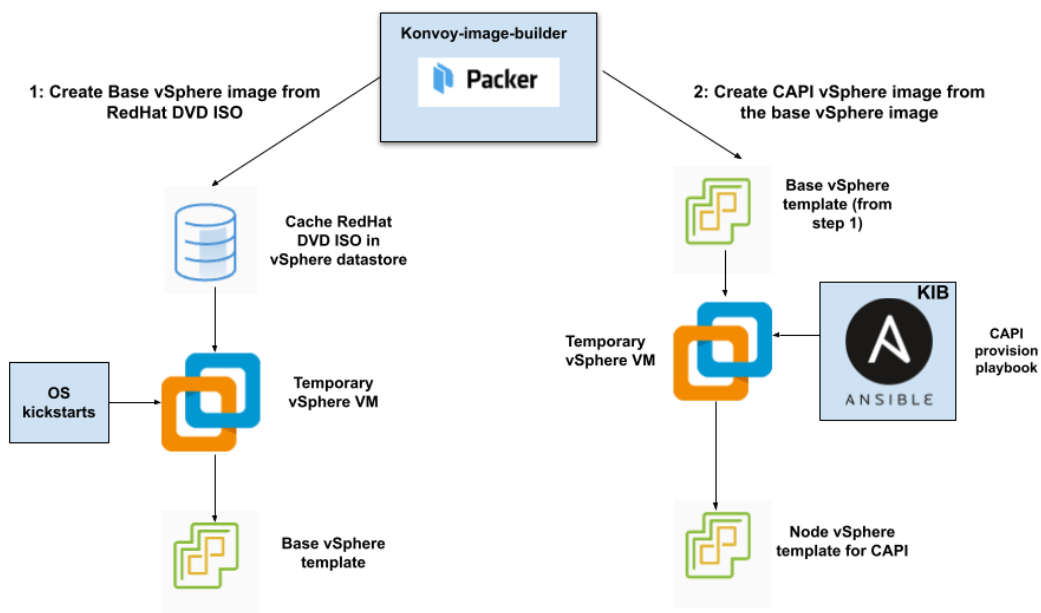 Konvoy-image-builder
Packer
1: Create Base vSphere image from
RedHat DVD ISO
2: Create CAPI vSphere image from
the base vSphere image
Cache RedHat
DVD ISO in
vSphere datastore
Base vSphere
template (from
step 1)
OS
kickstarts
Temporary
vSphere VM
Temporary
vSphere VM
KIB
ANSIBLE
CAPI
provision
playbook
Base vSphere
template
Node vSphere
template for CAPI